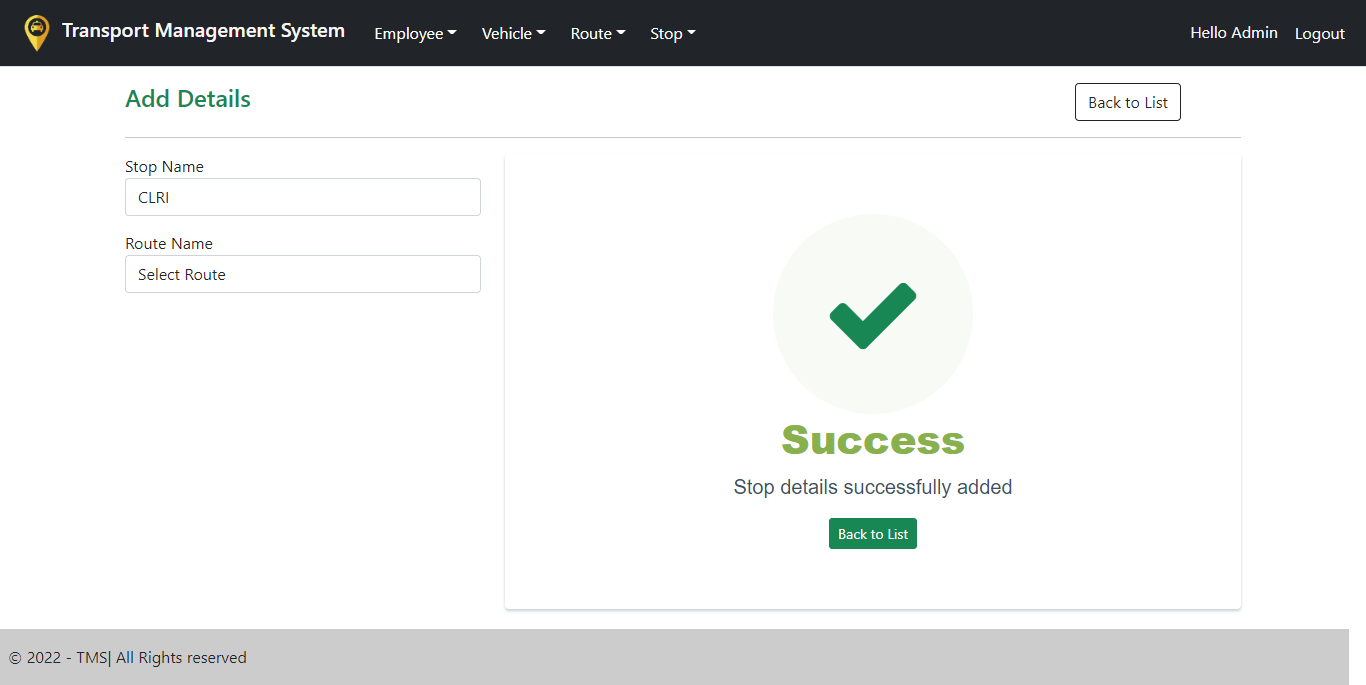 Transport Management System Employee Vehicle Route Stop Hello Admin Logout
Add Details Back to List
Stop Name
CLRI
Route Name
Select Route
Success
Stop details successfully added
Back to List
© 2022 - TMS| All Rights reserved